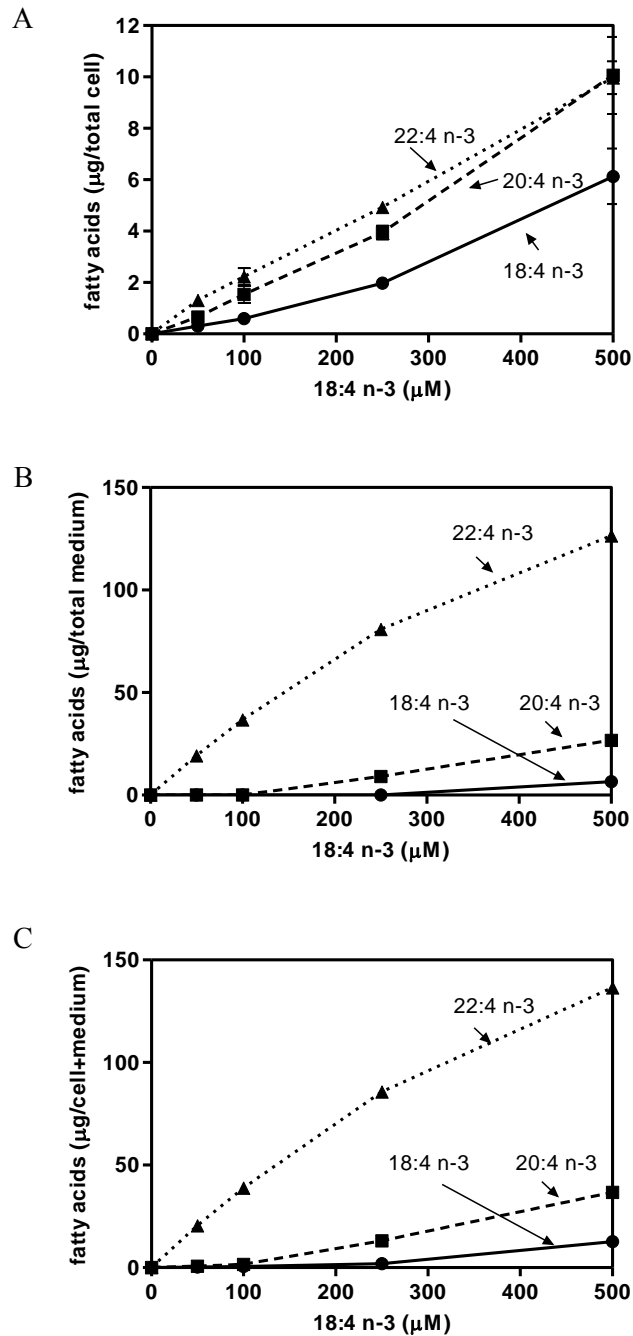 A
fatty acids (µg/total cell)
12
10
8
6
4
2
0
22:4 n-3
20:4 n-3
18:4 n-3
0 100 200 300 400 500
18:4 n-3 (µM)
B
fatty acids (µg/total medium)
150
100
50
0
22:4 n-3
18:4 n-3 20:4 n-3
0 100 200 300 400 500
18:4 n-3 (µM)
C
fatty acids (µg/cell+medium)
150
100
50
0
22:4 n-3
18:4 n-3 20:4 n-3
0 100 200 300 400 500
18:4 n-3 (µM)